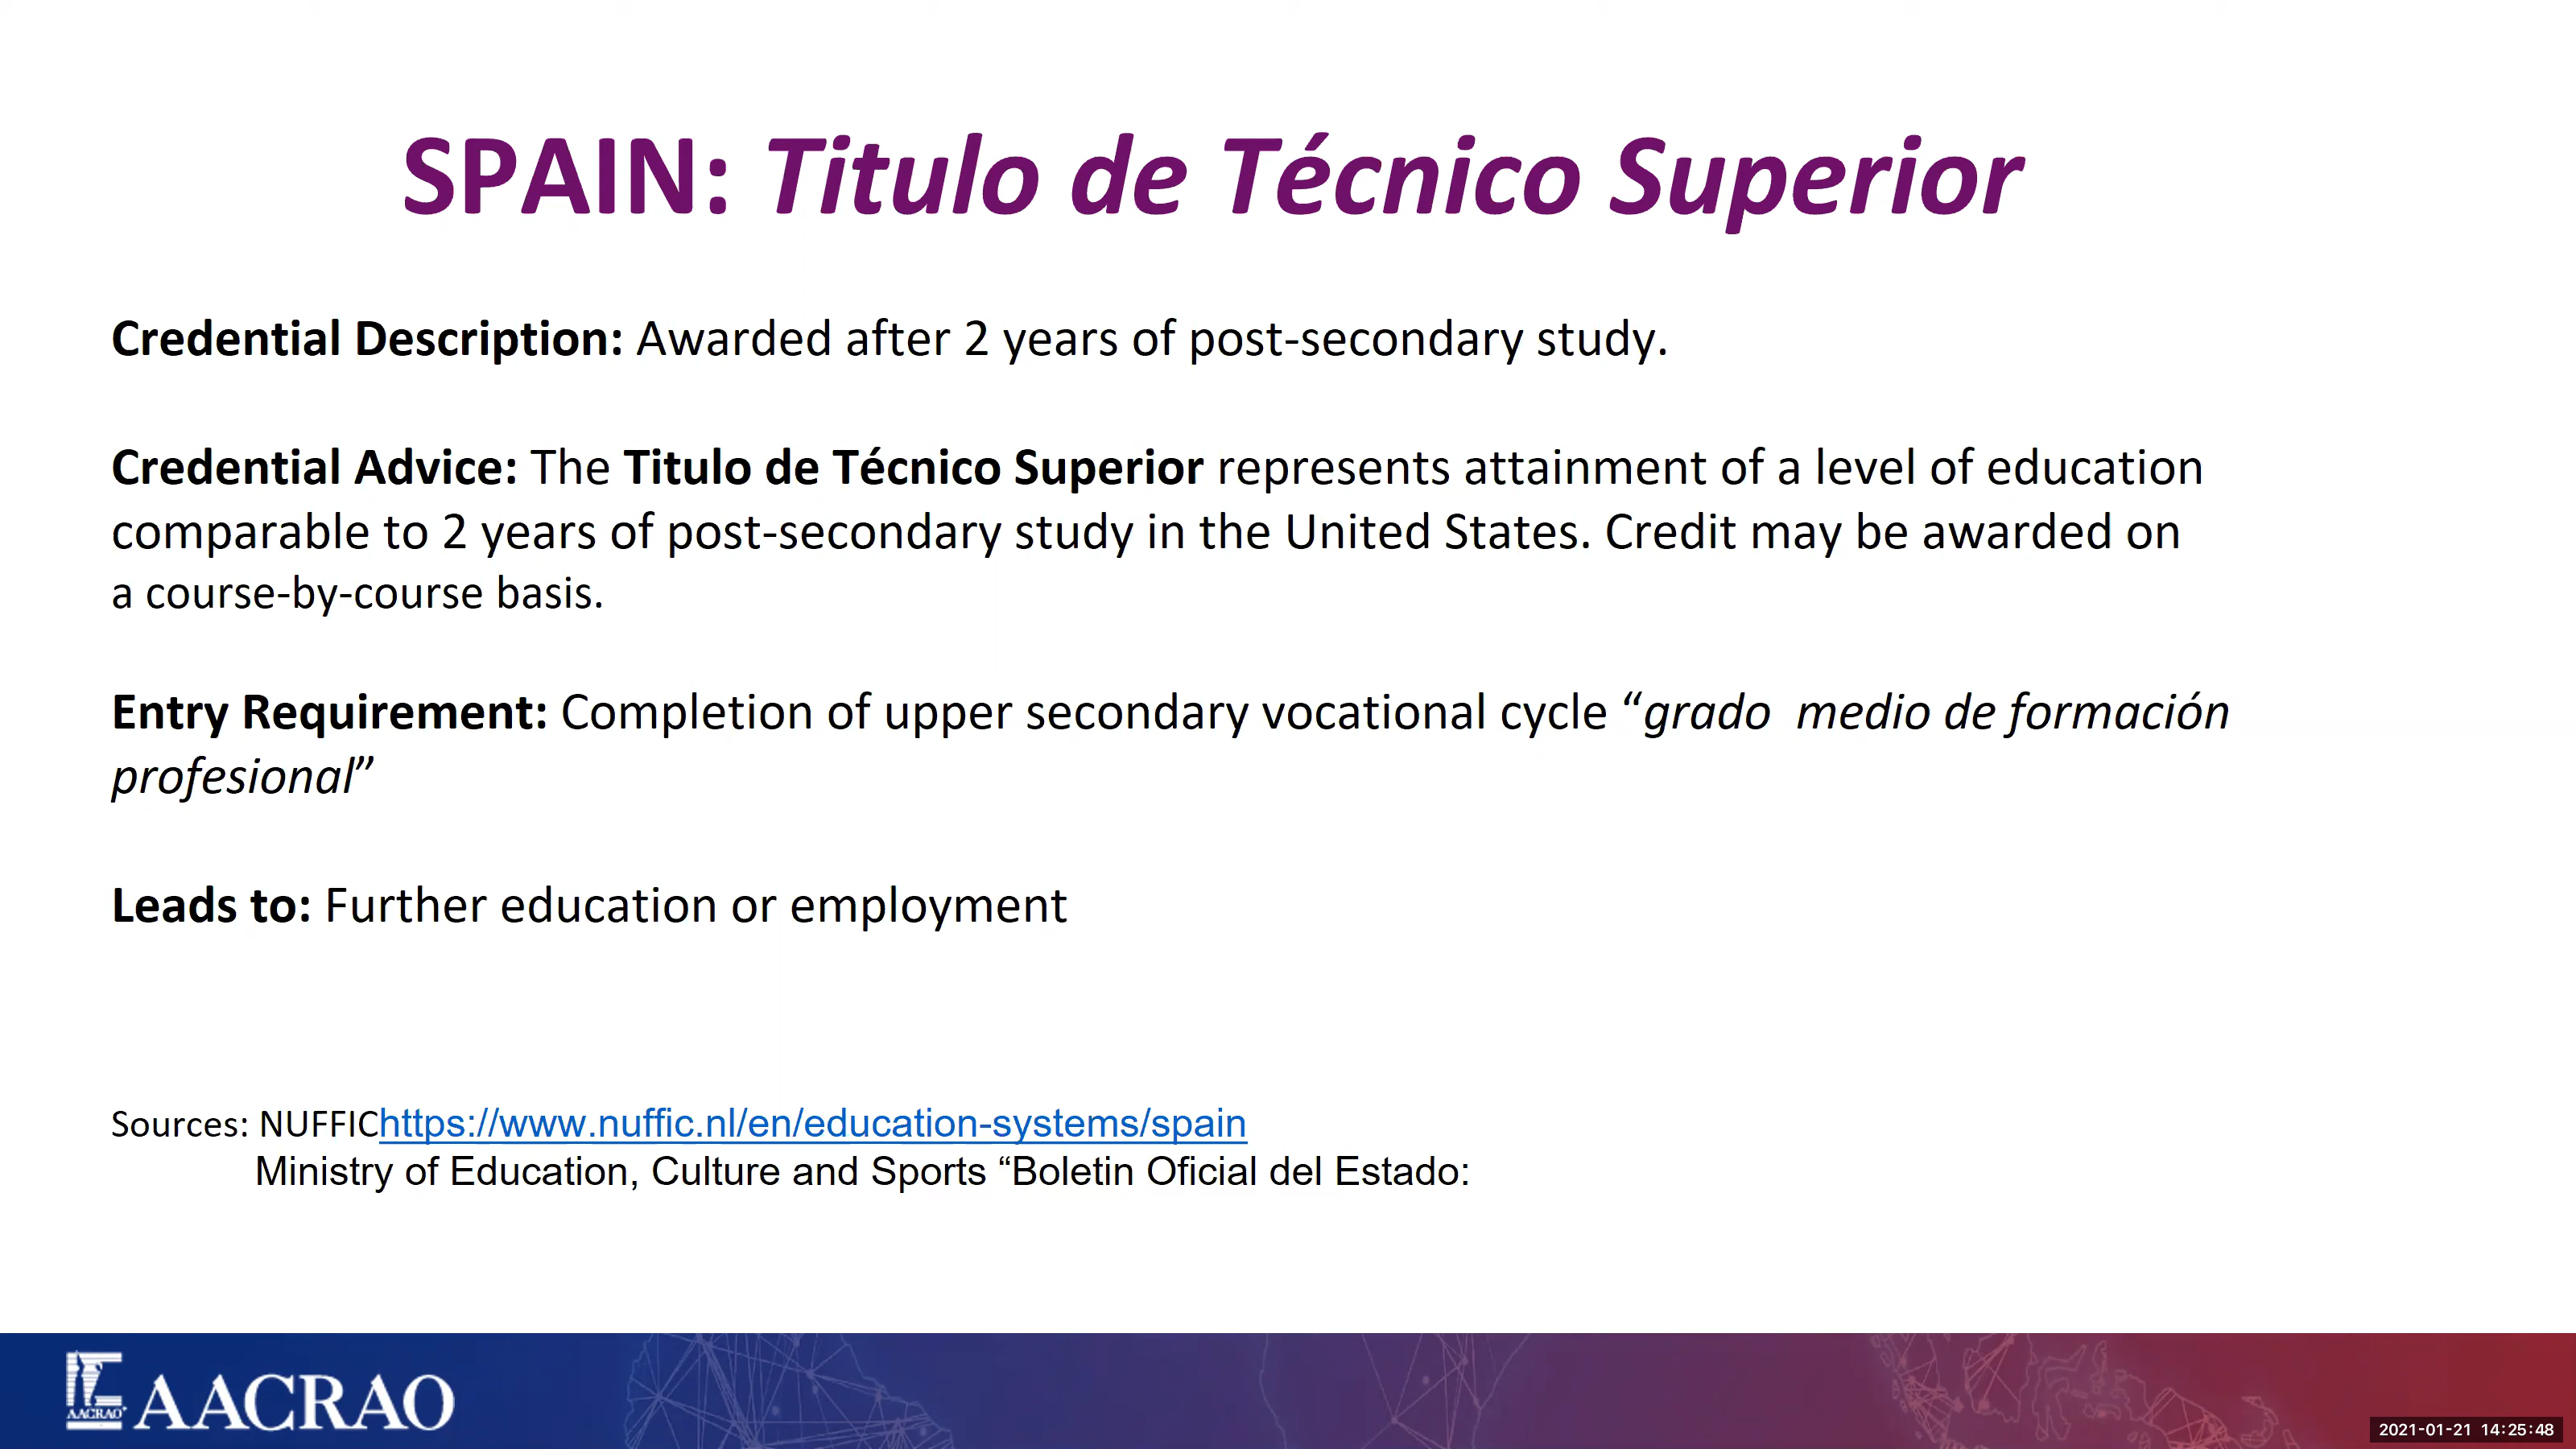 SPAIN: Titulo de Técnico Superior
Credential Description: Awarded after 2 years of post-secondary study.
Credential Advice: The Titulo de Técnico Superior represents attainment of a level of education
comparable to 2 years of post-secondary study in the United States. Credit may be awarded on
a course-by-course basis.
Entry Requirement: Completion of upper secondary vocational cycle “grado  medio de formación
profesional”
Leads to: Further education or employment
Sources: NUFFIChttps://www.nuffic.nl/en/education-systems/spain
Ministry of Education, Culture and Sports “Boletin Oficial del Estado:
AACRAO
AACRAO
2021-01-21 14:25:48